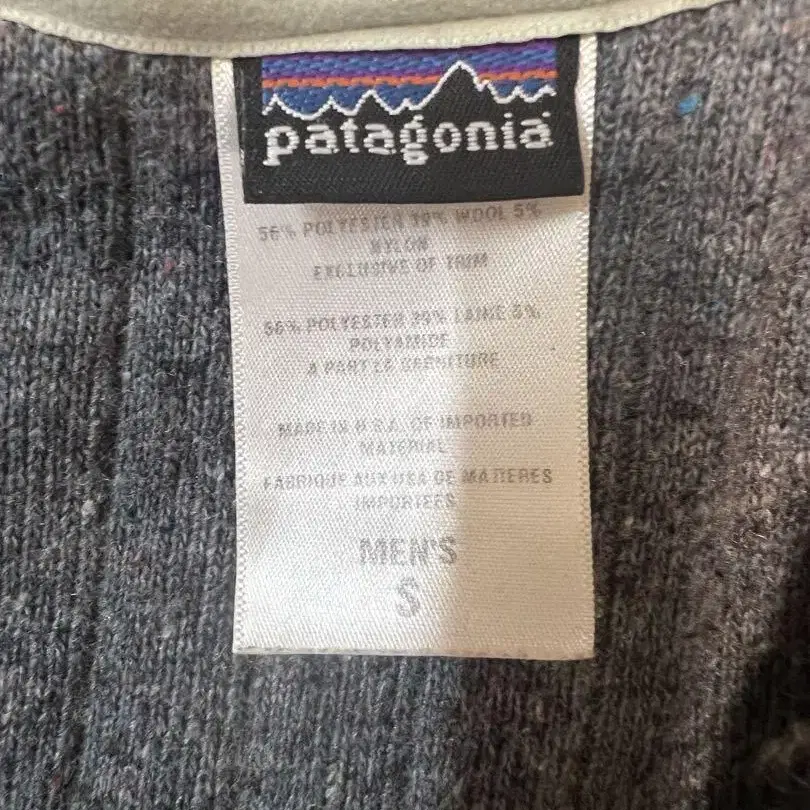 patagonia
56% POLYESTER 39% WOOL 5%
NYLON
EXCLUSIVE OF TRIM
56% POLYESTER 39% LAINE 5%
POLYAMIDE
A PART LA GARNITURE
MADE IN U.S.A. OF IMPORTED
MATERIAL
FABRIQUE AUX USA DE MATIERES
IMPORTEES
MEN'S
S